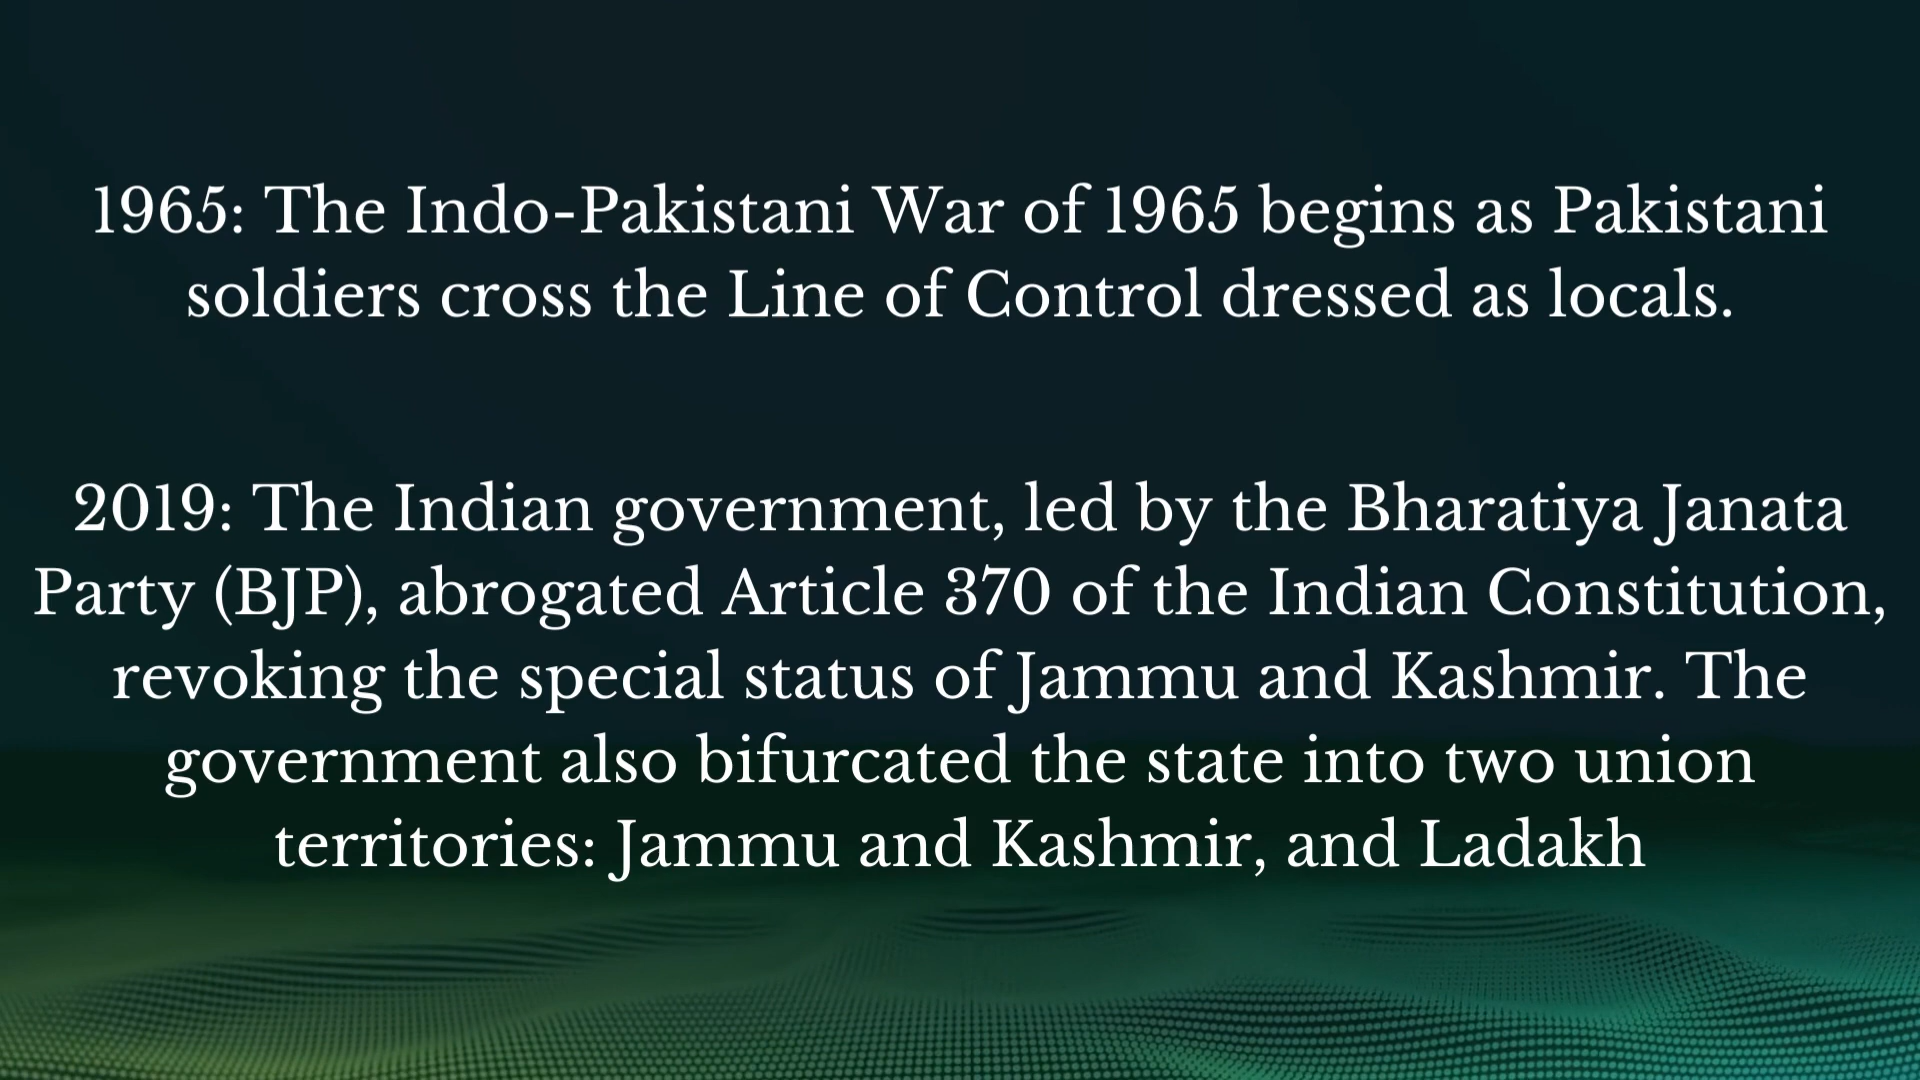 1965: The Indo-Pakistani War of 1965 begins as Pakistani
soldiers cross the Line of Control dressed as locals.
2019: The Indian government, led by the Bharatiya Janata
Party (BJP), abrogated Article 370 of the Indian Constitution,
revoking the special status of Jammu and Kashmir. The
government also bifurcated the state into two union
territories: Jammu and Kashmir, and Ladakh